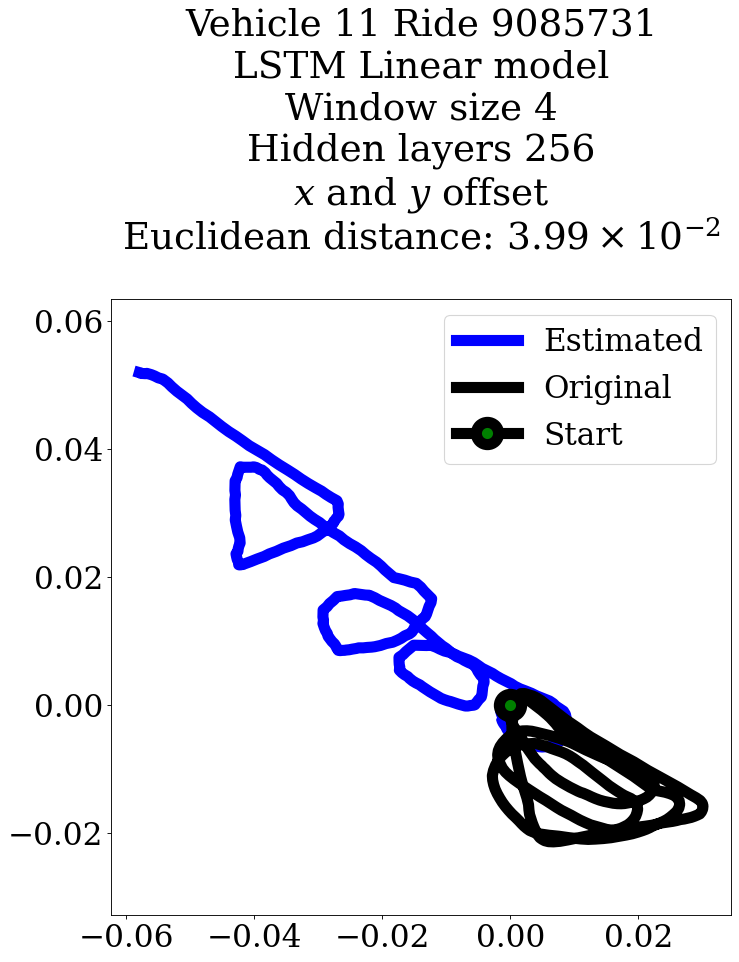 Vehicle 11 Ride 9085731
LSTM Linear model
Window size 4
Hidden layers 256
x and y offset
Euclidean distance: 3.99 × 10⁻²
0.06
0.04
0.02
0.00
−0.02
Estimated
Original
Start
−0.06
−0.04
−0.02
0.00
0.02